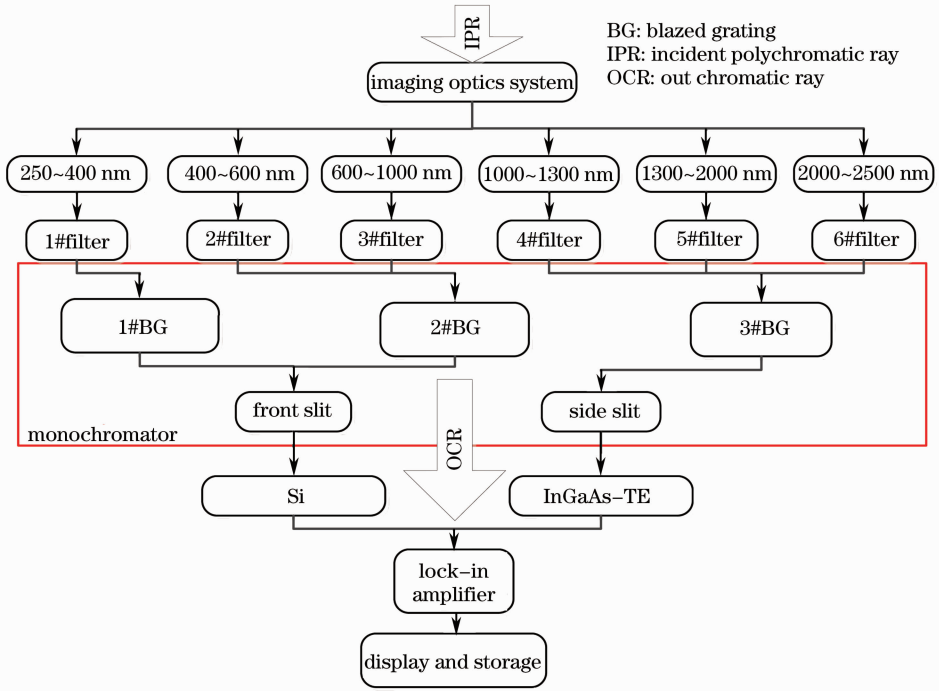 IPR
BG: blazed grating
IPR: incident polychromatic ray
OCR: out chromatic ray
imaging optics system
250~400 nm
400~600 nm
600~1000 nm
1000~1300 nm
1300~2000 nm
2000~2500 nm
1#filter
2#filter
3#filter
4#filter
5#filter
6#filter
1#BG
2#BG
3#BG
front slit
side slit
monochromator
OCR
Si
InGaAs−TE
lock−in
amplifier
display and storage